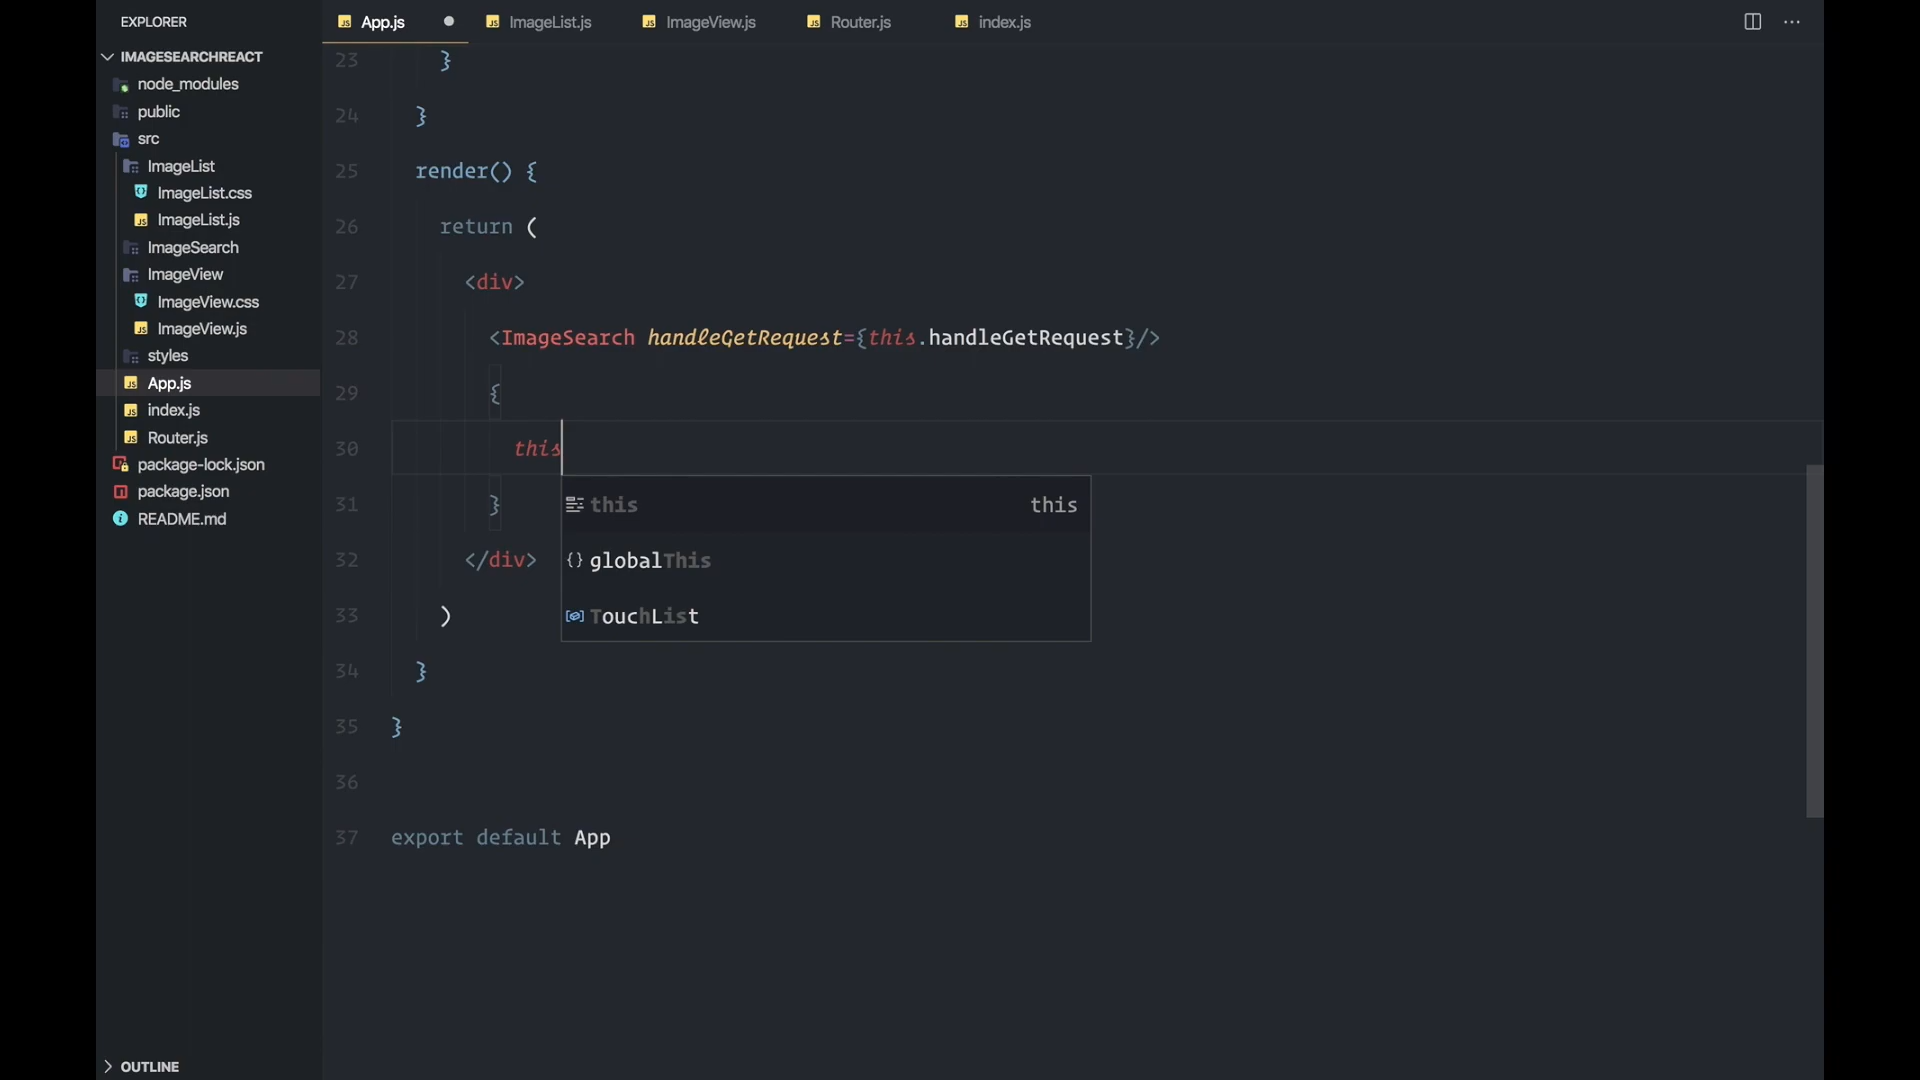 EXPLORER
IMAGESEARCHREACT
node_modules
public
src
ImageList
ImageList.css
ImageList.js
ImageSearch
ImageView
ImageView.css
ImageView.js
styles
App.js
index.js
Router.js
package-lock.json
package.json
README.md
OUTLINE
App.js ImageList.js ImageView.js Router.js index.js
23 }
24 }
25 render() {
26 return (
27 <div>
28 <ImageSearch handleGetRequest={this.handleGetRequest}/>
29 {
30 this
31 }
32 </div>
33 )
34 }
35 }
36
37 export default App
this this
{} globalThis
TouchList